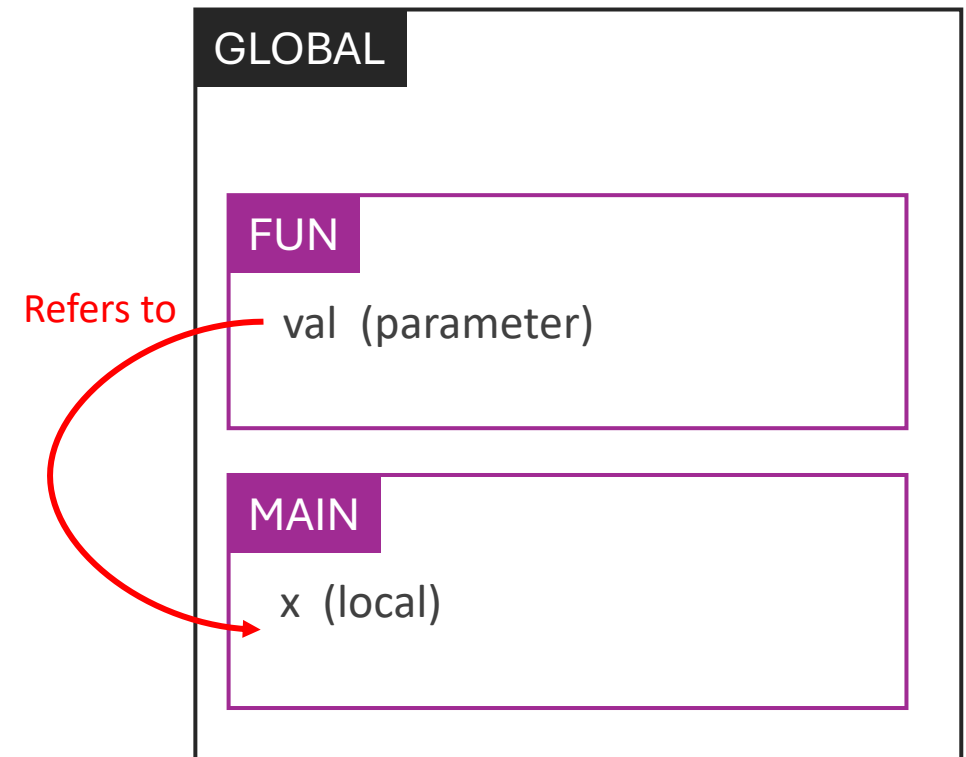 GLOBAL
FUN
Refers to
val (parameter)
MAIN
x (local)